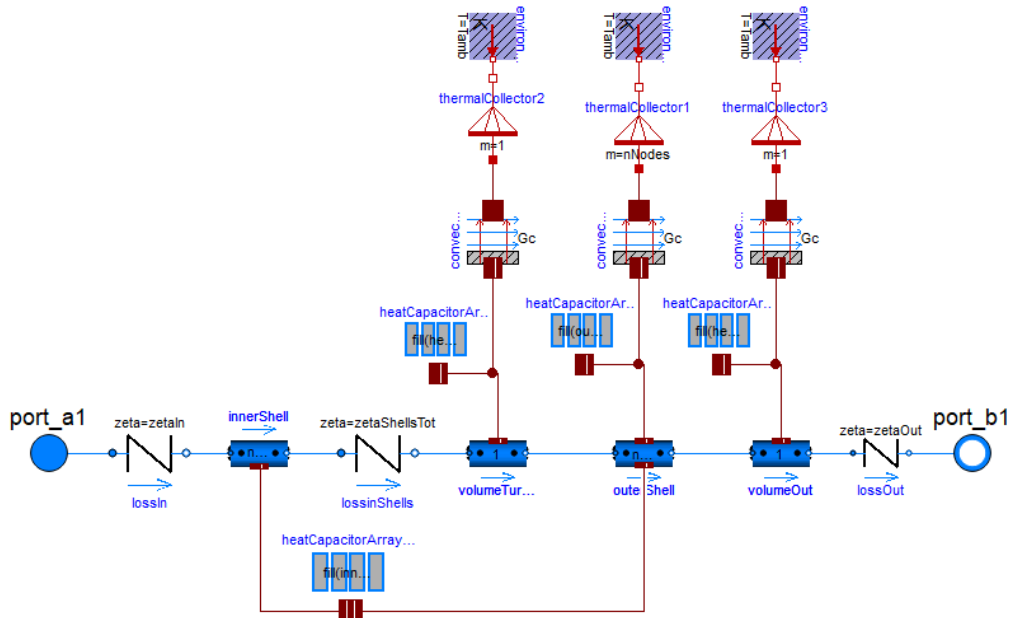 K
T=Tamb
environ...
K
T=Tamb
environ...
K
T=Tamb
environ...
thermalCollector2
thermalCollector1
thermalCollector3
m=1
m=nNodes
m=1
convec...
Gc
convec...
Gc
convec...
Gc
heatCapacitorAr..
heatCapacitorAr..
heatCapacitorAr..
fill(he...
fill(ou...
fill(he...
port_a1
zeta=zetaIn
innerShell
zeta=zetaShellsTot
zeta=zetaOut
port_b1
n...
1
n...
1
lossIn
lossinShells
volumeTur...
outerShell
volumeOut
lossOut
heatCapacitorArray...
fill(inn...